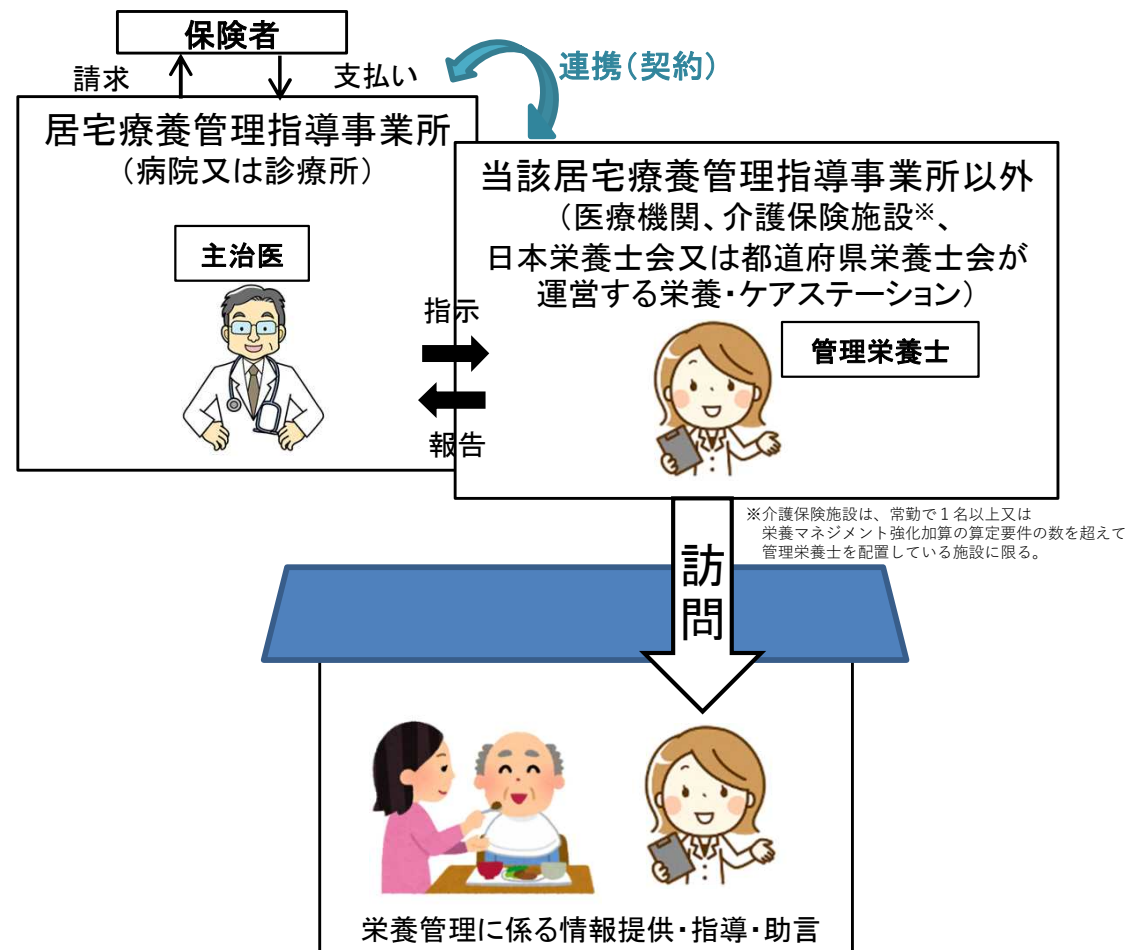 保険者
請求
支払い
連携(契約)
居宅療養管理指導事業所
(病院又は診療所)
主治医
指示
報告
当該居宅療養管理指導事業所以外
(医療機関、介護保険施設※、
日本栄養士会又は都道府県栄養士会が
運営する栄養・ケアステーション)
管理栄養士
※介護保険施設は、常勤で1名以上又は
栄養マネジメント強化加算の算定要件の数を超えて
管理栄養士を配置している施設に限る。
訪問
栄養管理に係る情報提供・指導・助言